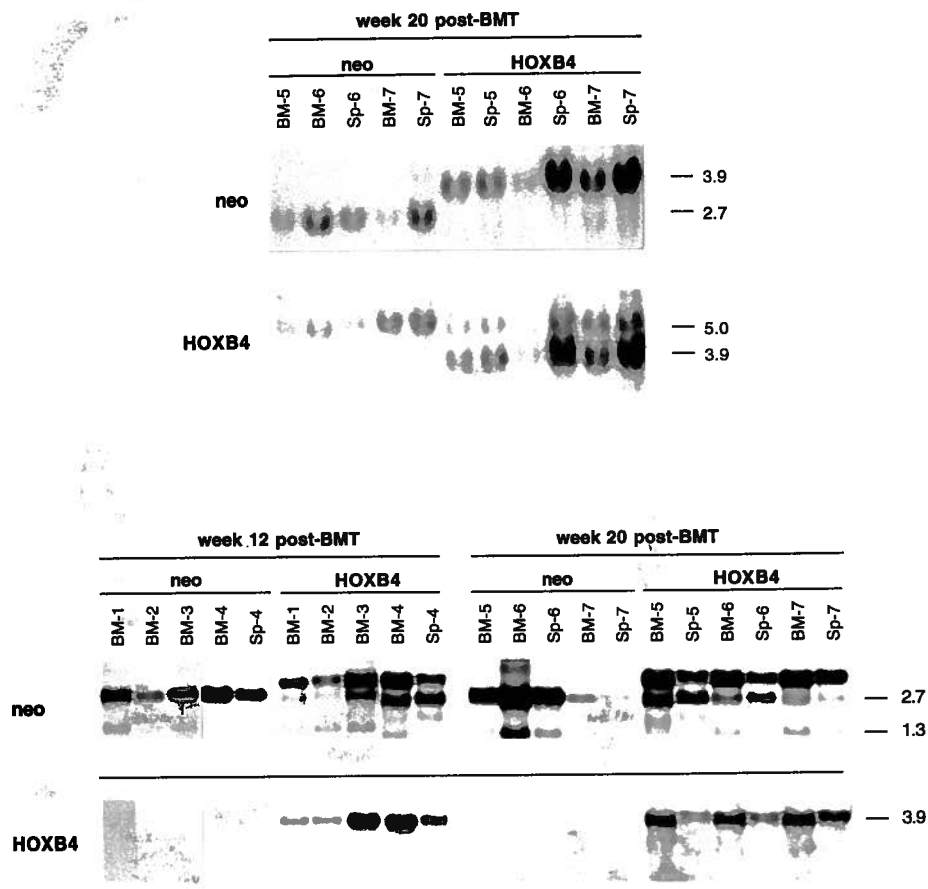 week 20 post-BMT
neo HOXB4
BM-5 BM-6 Sp-6 BM-7 Sp-7 BM-5 Sp-5 BM-6 Sp-6 BM-7 Sp-7
neo
3.9
2.7
HOXB4
5.0
3.9
week 12 post-BMT week 20 post-BMT
neo HOXB4 neo HOXB4
BM-1 BM-2 BM-3 BM-4 Sp-4 BM-1 BM-2 BM-3 BM-4 Sp-4 BM-5 BM-6 Sp-6 BM-7 Sp-7 BM-5 Sp-5 BM-6 Sp-6 BM-7 Sp-7
neo
2.7
1.3
HOXB4
3.9